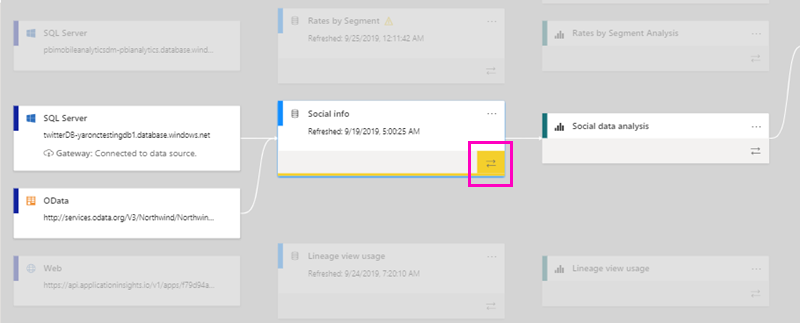 SQL Server
pbimobileanalyticsdm-pbianalytics.database.wind...
Rates by Segment
Refreshed: 9/25/2019, 12:11:42 AM
Rates by Segment Analysis
SQL Server
twitterDB-yaronctestingdb1.database.windows.net
Gateway: Connected to data source.
Social info
Refreshed: 9/19/2019, 5:00:25 AM
Social data analysis
OData
http://services.odata.org/V3/Northwind/Northwin...
Web
https://api.applicationinsights.io/v1/apps/f79d94a...
Lineage view usage
Refreshed: 9/24/2019, 7:20:10 AM
Lineage view usage